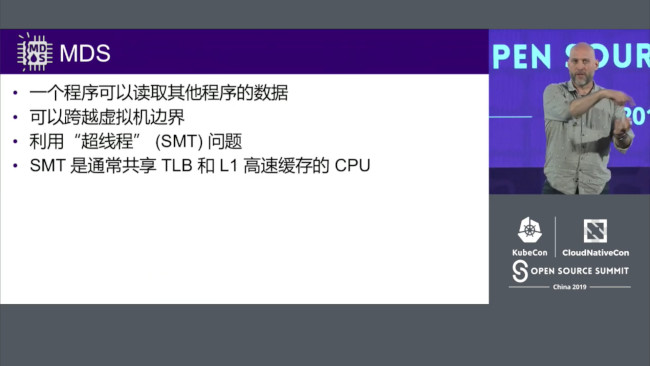 MDS
• 一个程序可以读取其他程序的数据
• 可以跨越虚拟机边界
• 利用“超线程” (SMT) 问题
• SMT 是通常共享 TLB 和 L1 高速缓存的 CPU
PEN SOUR
201
KubeCon
CloudNativeCon
OPEN SOURCE SUMMIT
China 2019